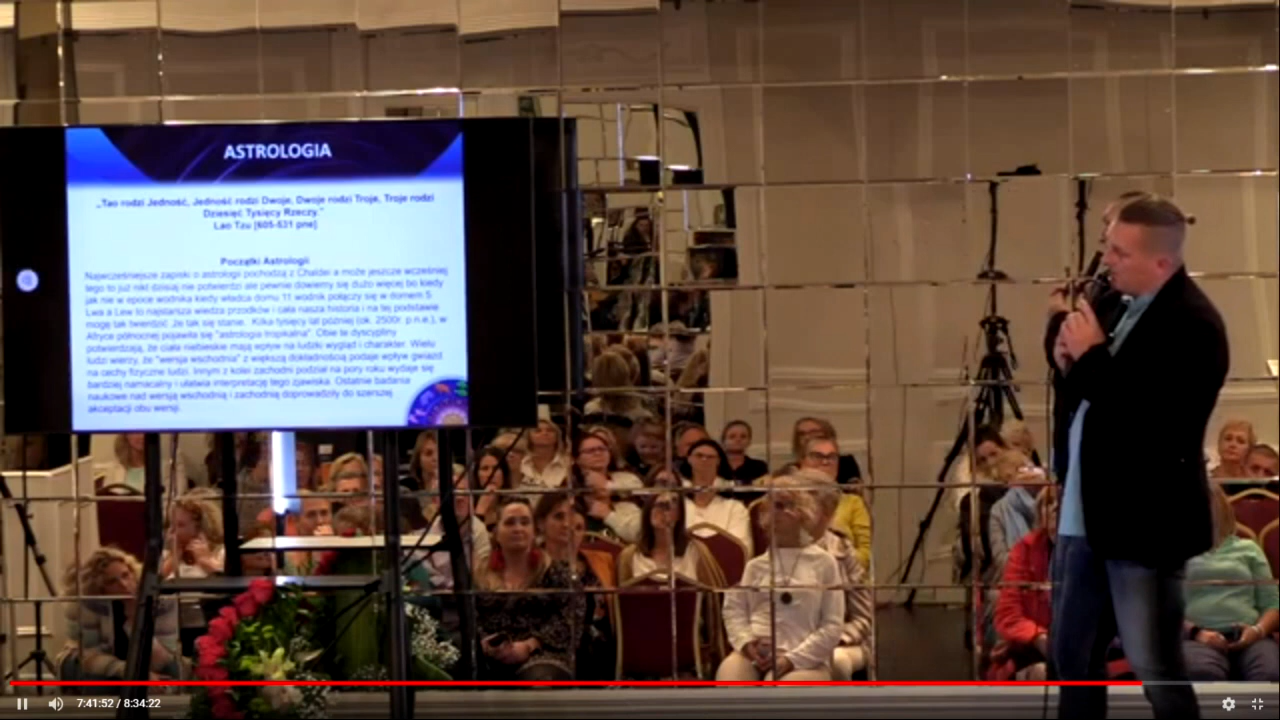 ASTROLOGIA
„Tao rodzi Jedność, Jedność rodzi Dwoje, Dwoje rodzi Troje, Troje rodzi
Dziesięć Tysięcy Rzeczy."
Lao Tzu [605-531 pne]
Początki Astrologii
Najwcześniejsze zapiski o astrologii pochodzą z Chaldei a może jeszcze wcześniej
tego to już nikt dzisiaj nie potwierdzi ale pewnie dowiemy się dużo więcej bo kiedy
jak nie w epoce wodnika kiedy władca domu 11 wodnik połączy się w domem 5
Lwa a Lew to najstarsza wiedza przodków i cała nasza historia i na tej podstawie
mogę tak twierdzić. Że tak się stanie. Kilka tysięcy lat później (ok. 2500r. p.n.e.), w
Afryce północnej pojawiła się "astrologia tropikalna". Obie te dyscypliny
potwierdzają, że ciała niebieskie mają wpływ na ludzki wygląd i charakter. Wielu
ludzi wierzy, że "wersja wschodnia" z większą dokładnością podaje wpływ gwiazd
na cechy fizyczne ludzi. Innym z kolei zachodni podział na pory roku wydaje się
bardziej namacalny i ułatwia interpretację tego zjawiska. Ostatnie badania
naukowe nad wersją wschodnią i zachodnią doprowadziły do szerszej
akceptacji obu wersji.
7:41:52 / 8:34:22